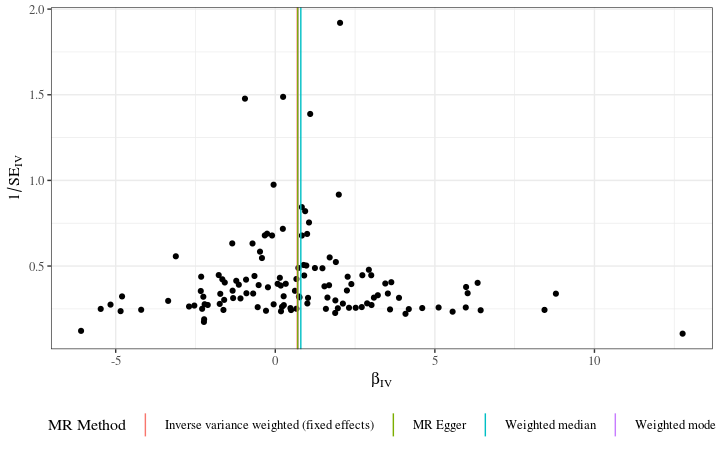 2.0
1.5
1.0
0.5
1/SE_IV
-5
0
5
10
β_IV
MR Method
Inverse variance weighted (fixed effects)
MR Egger
Weighted median
Weighted mode